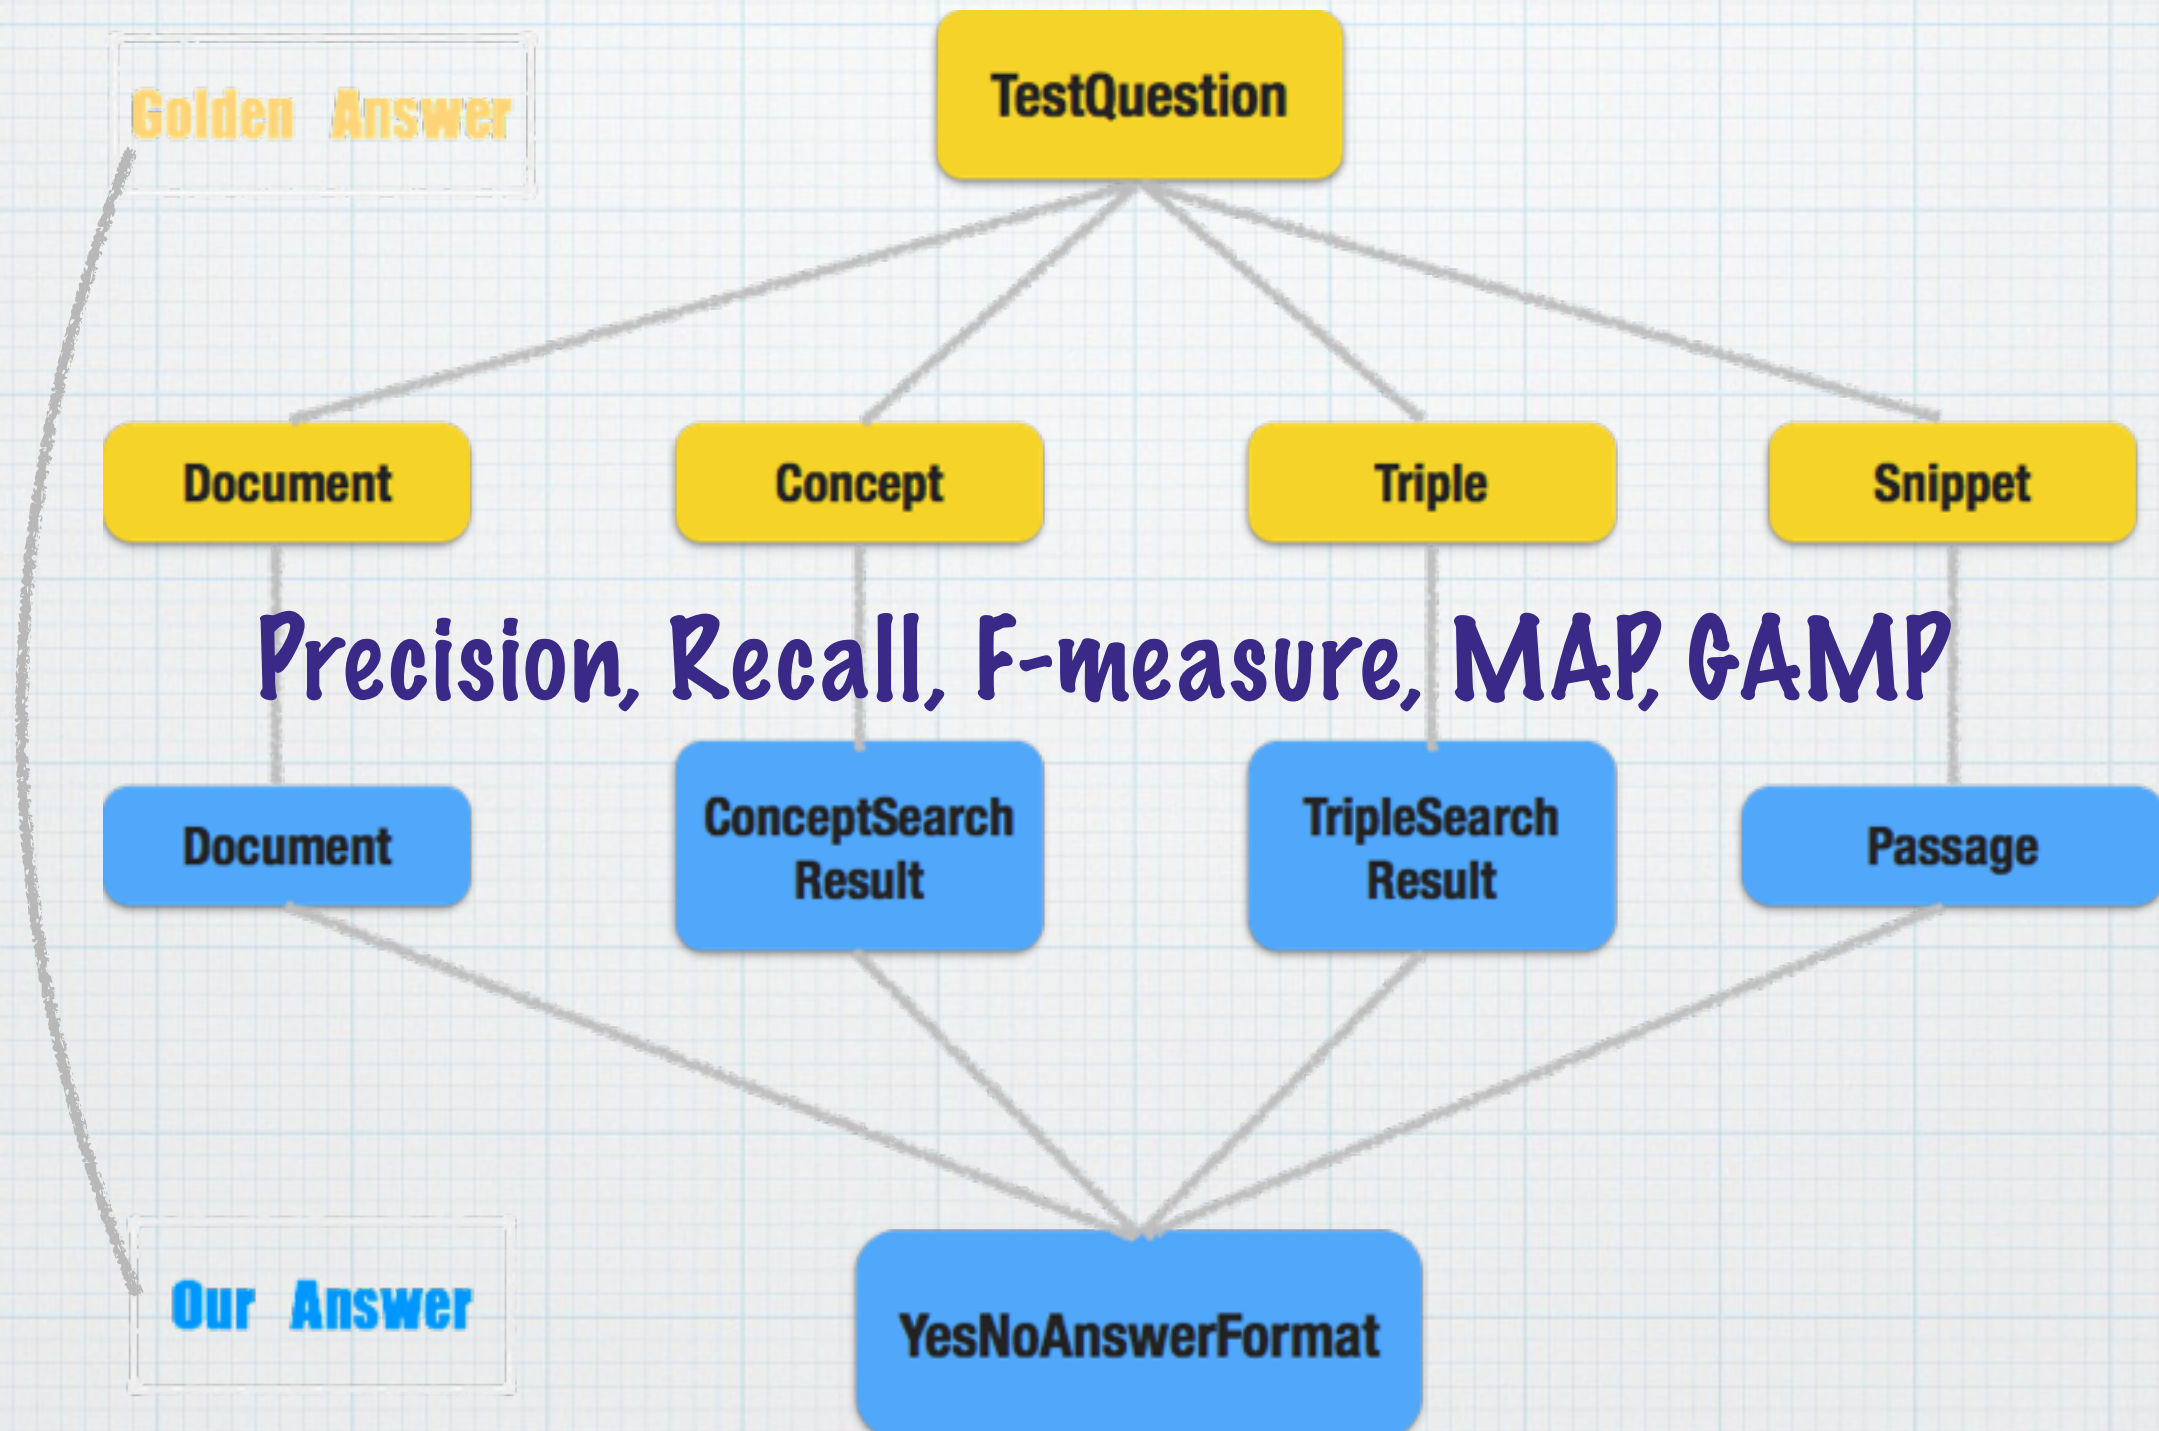 Golden Answer
TestQuestion
Document
Concept
Triple
Snippet
Precision, Recall, F-measure, MAP, GAMP
Document
ConceptSearch
Result
TripleSearch
Result
Passage
Our Answer
YesNoAnswerFormat